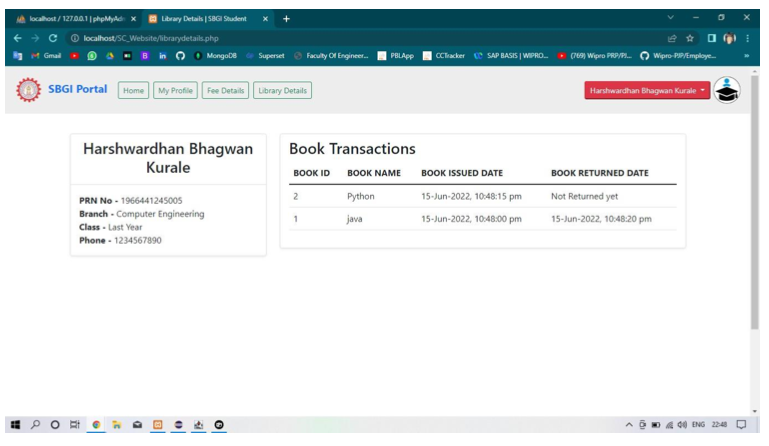 localhost / 127.0.0.1 | phpMyAdm
Library Details | SBGI Student
localhost/SC_Website/librarydetails.php
Gmail
MongoDB
Superset
Faculty Of Engineer...
PBLApp
CCTracker
SAP BASIS | WIPRO...
(769) Wipro PRP/PJ...
Wipro-PJP/Employe...
SBGI Portal
Home
My Profile
Fee Details
Library Details
Harshwardhan Bhagwan Kurale
Harshwardhan Bhagwan
Kurale
PRN No - 1966441245005
Branch - Computer Engineering
Class - Last Year
Phone - 1234567890
Book Transactions
BOOK ID BOOK NAME BOOK ISSUED DATE BOOK RETURNED DATE
2 Python 15-Jun-2022, 10:48:15 pm Not Returned yet
1 java 15-Jun-2022, 10:48:00 pm 15-Jun-2022, 10:48:20 pm
ENG 22:48